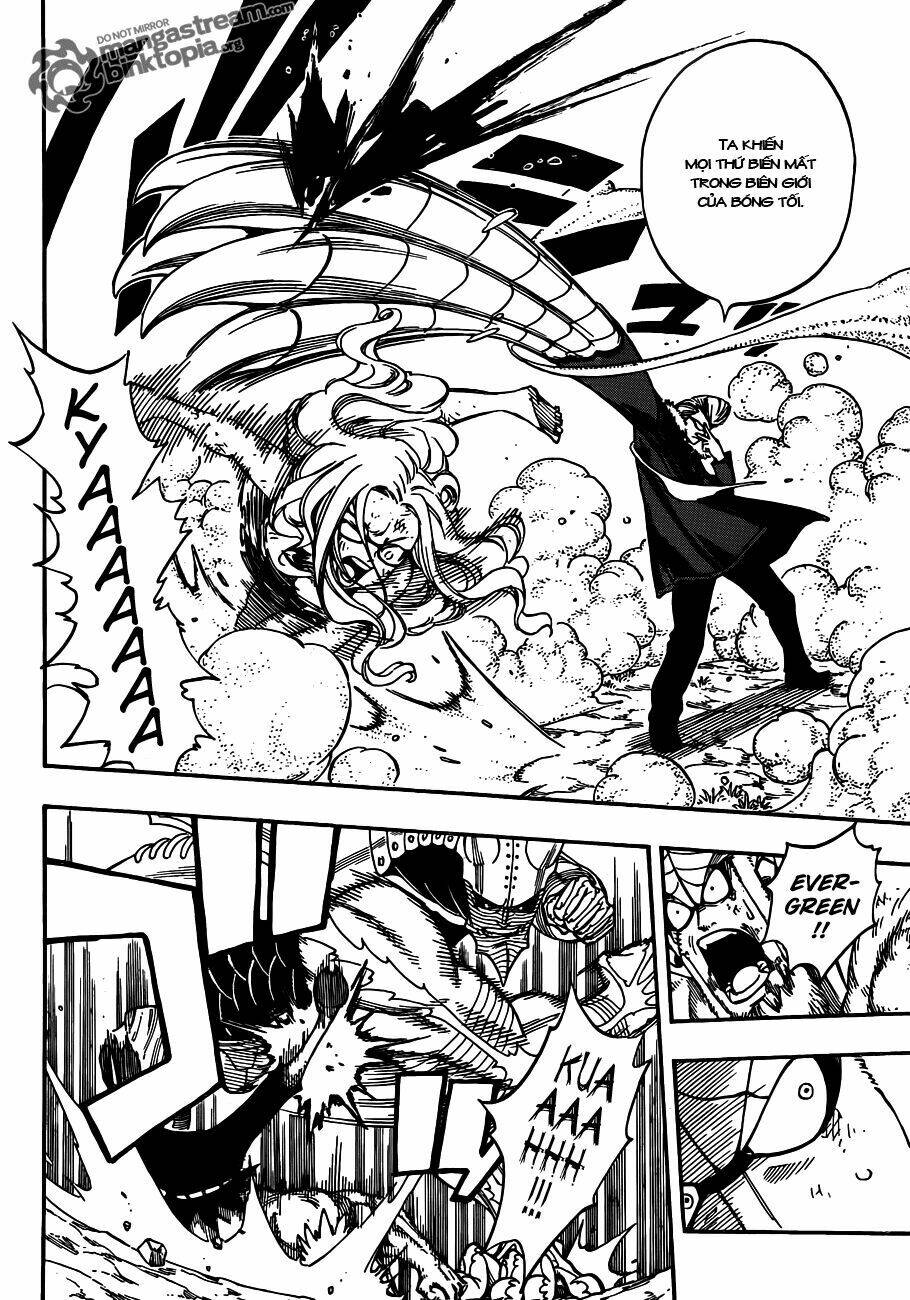 DO NOT MIRROR
mangastream.com
binktopia.org
TA KHIẾN
MỌI THỨ BIẾN MẤT
TRONG BIÊN GIỚI
CỦA BÓNG TỐI.
KYAAAAAAA
EVER-
GREEN
!!
KUA
AAA
HHH
!!!